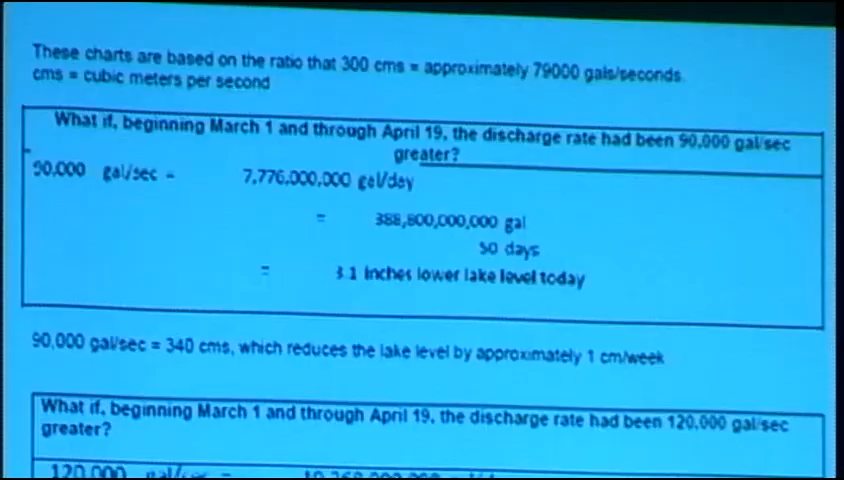 These charts are based on the ratio that 300 cms = approximately 79000 gals/seconds.
cms = cubic meters per second
What if, beginning March 1 and through April 19, the discharge rate had been 90,000 gal/sec
greater?
90,000 gal/sec = 7,776,000,000 gal/day
= 388,800,000,000 gal
50 days
= 3.1 inches lower lake level today
90,000 gal/sec = 340 cms, which reduces the lake level by approximately 1 cm/week
What if, beginning March 1 and through April 19, the discharge rate had been 120,000 gal/sec
greater?
120,000 gal/sec =